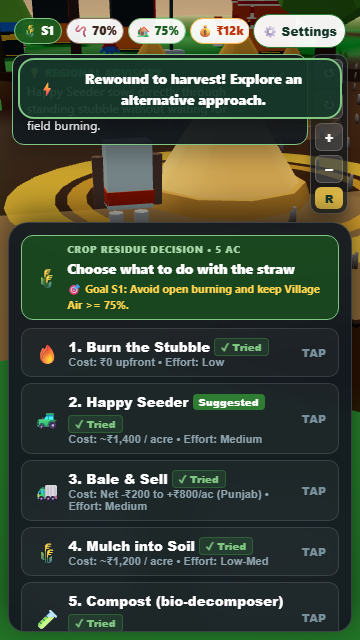 S1 70% 75% ₹12k Settings
Rewound to harvest! Explore an
alternative approach.
field burning.
+
−
R
CROP RESIDUE DECISION • 5 AC
Choose what to do with the straw
🎯 Goal S1: Avoid open burning and keep Village
Air >= 75%.
1. Burn the Stubble ✓ Tried
Cost: ₹0 upfront • Effort: Low
TAP
2. Happy Seeder Suggested
✓ Tried
Cost: ~₹1,400 / acre • Effort: Medium
TAP
3. Bale & Sell ✓ Tried
Cost: Net -₹200 to +₹800/ac (Punjab) •
Effort: Medium
TAP
4. Mulch into Soil ✓ Tried
Cost: ~₹1,200 / acre • Effort: Low-Med
TAP
5. Compost (bio-decomposer)
✓ Tried
TAP